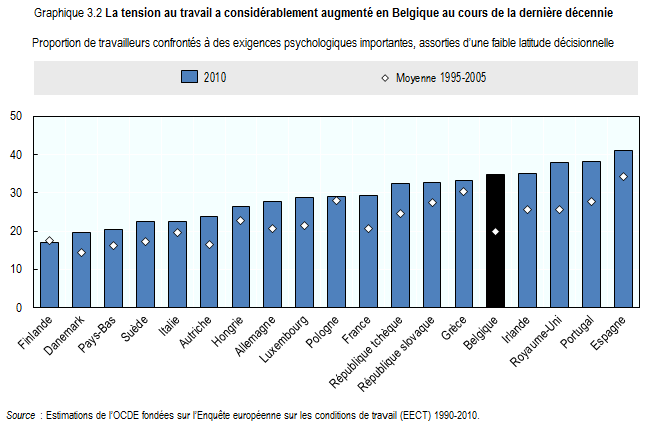 Graphique 3.2 La tension au travail a considérablement augmenté en Belgique au cours de la dernière décennie
Proportion de travailleurs confrontés à des exigences psychologiques importantes, assorties d'une faible latitude décisionnelle
2010
Moyenne 1995-2005
50
40
30
20
10
0
Finlande
Danemark
Pays-Bas
Suède
Italie
Autriche
Hongrie
Allemagne
Luxembourg
Pologne
France
République tchèque
République slovaque
Grèce
Belgique
Irlande
Royaume-Uni
Portugal
Espagne
Source : Estimations de l'OCDE fondées sur l'Enquête européenne sur les conditions de travail (EECT) 1990-2010.